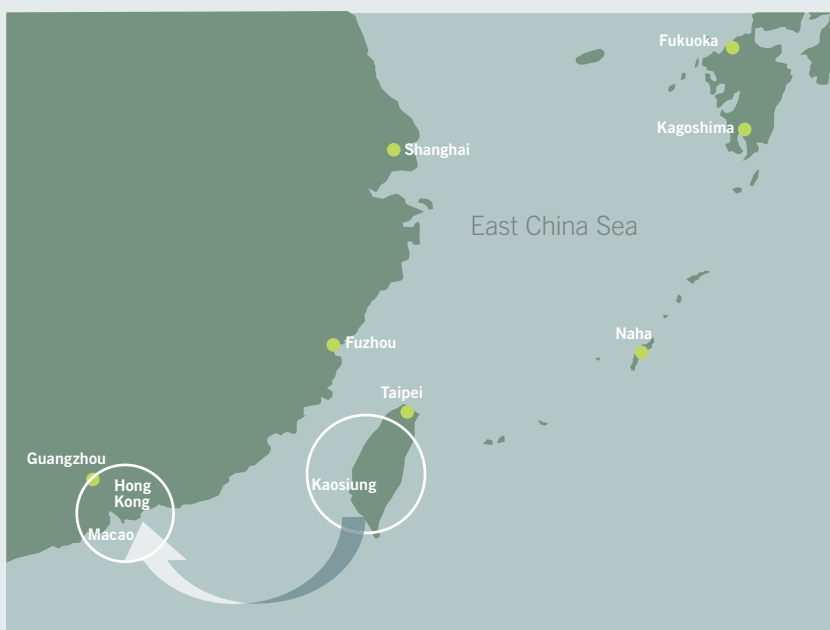 Fukuoka
Kagoshima
Shanghai
East China Sea
Naha
Fuzhou
Taipei
Guangzhou
Hong
Kong
Kaosiung
Macao